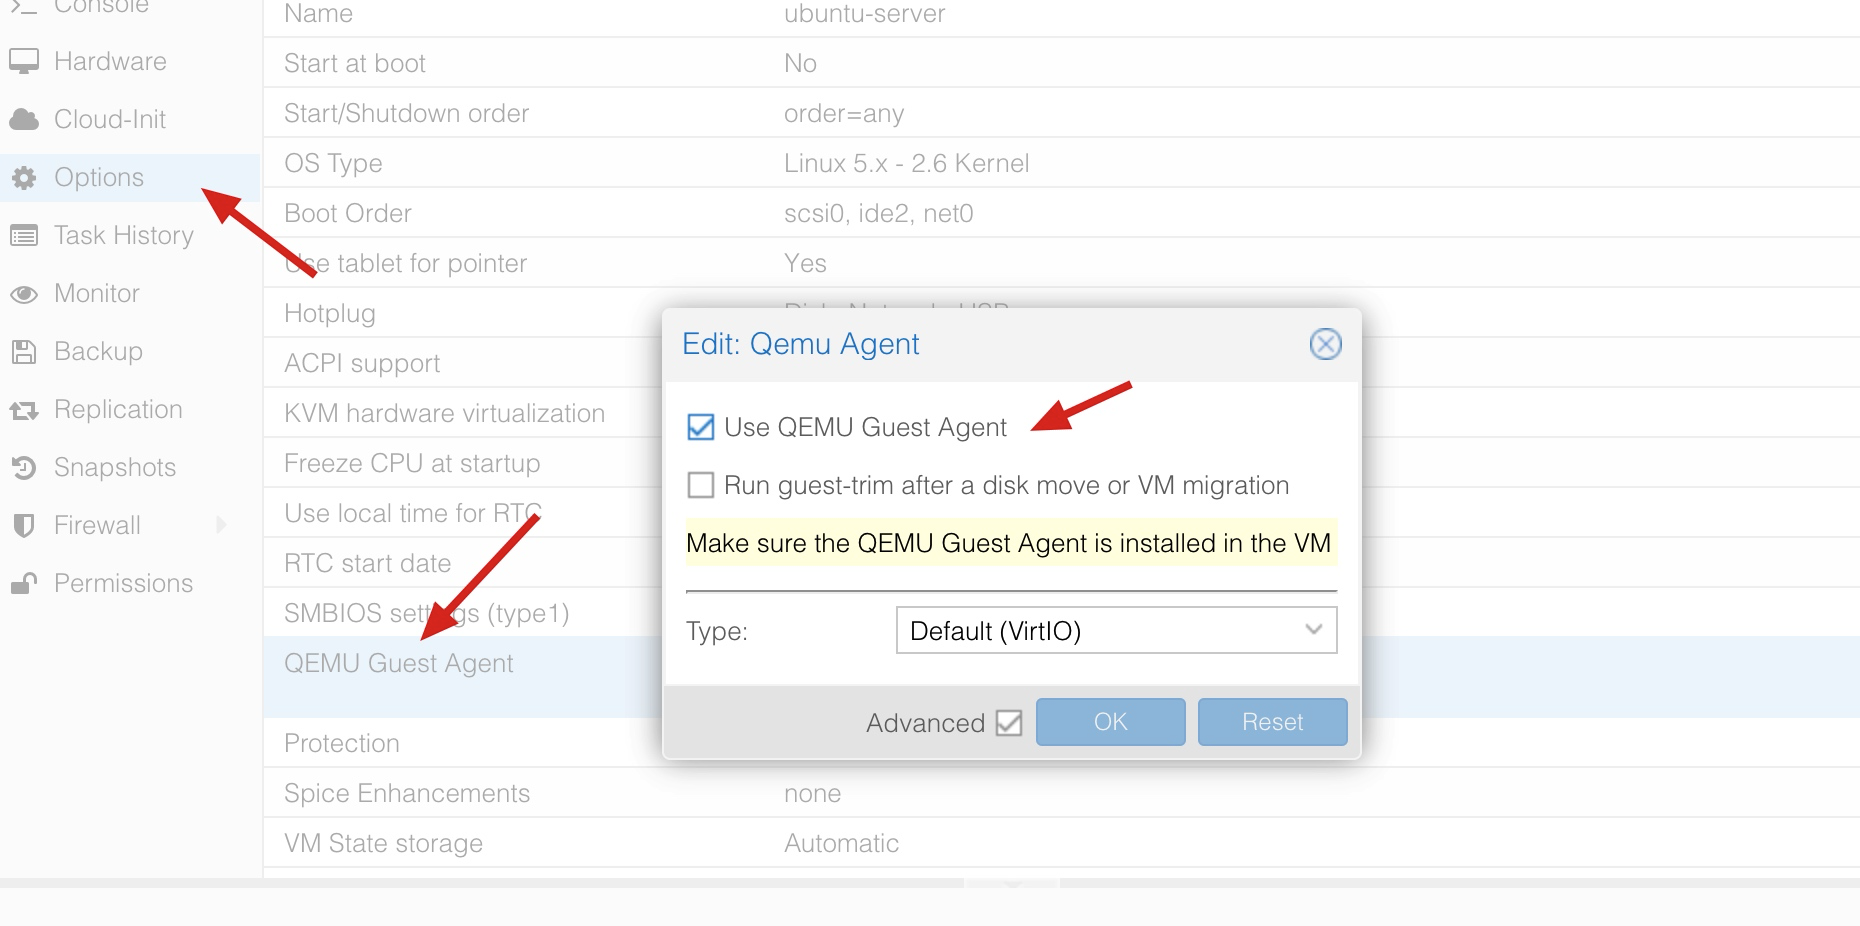 Console
Hardware
Cloud-Init
Options
Task History
Monitor
Backup
Replication
Snapshots
Firewall
Permissions
Name ubuntu-server
Start at boot No
Start/Shutdown order order=any
OS Type Linux 5.x - 2.6 Kernel
Boot Order scsi0, ide2, net0
Use tablet for pointer Yes
Hotplug Disk, Network, USB
ACPI support
KVM hardware virtualization
Freeze CPU at startup
Use local time for RTC
RTC start date
SMBIOS settings (type1)
QEMU Guest Agent
Protection
Spice Enhancements none
VM State storage Automatic
Edit: Qemu Agent
Use QEMU Guest Agent
Run guest-trim after a disk move or VM migration
Make sure the QEMU Guest Agent is installed in the VM
Type: Default (VirtIO)
Advanced OK Reset